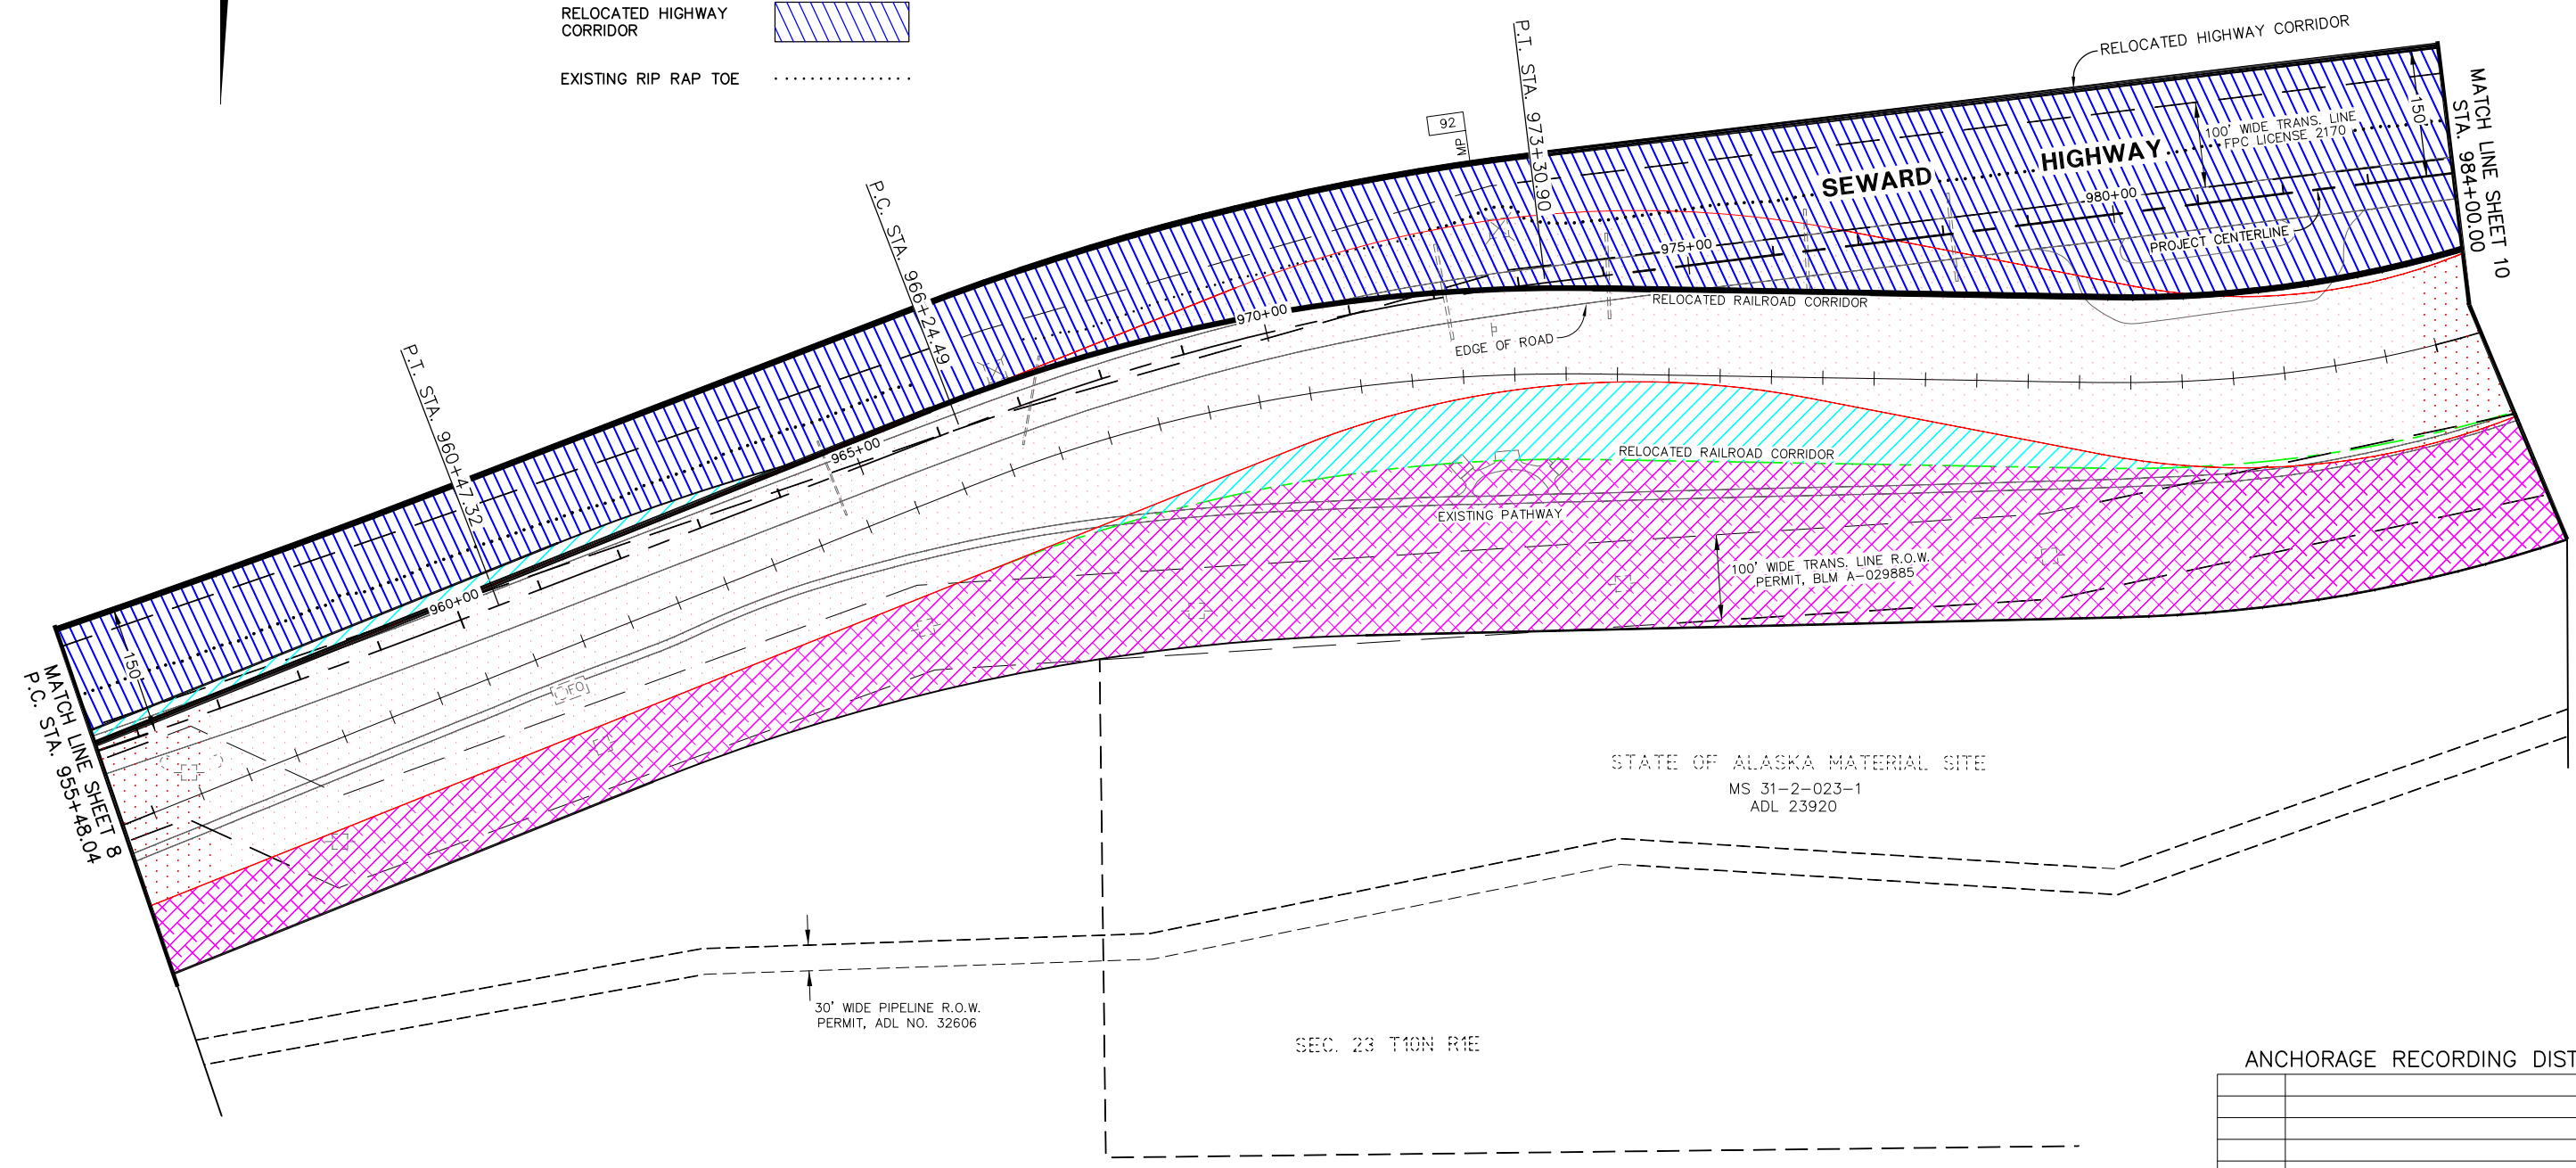 RELOCATED HIGHWAY
CORRIDOR
EXISTING RIP RAP TOE
RELOCATED HIGHWAY CORRIDOR
P.T. STA. 973+30.90
92
MP
MATCH LINE SHEET 10
STA. 984+00.00
150'
100' WIDE TRANS. LINE
FPC LICENSE 2170
SEWARD HIGHWAY
980+00
PROJECT CENTERLINE
975+00
RELOCATED RAILROAD CORRIDOR
P.C. STA. 966+24.49
970+00
EDGE OF ROAD
P.T. STA. 960+47.32
965+00
RELOCATED RAILROAD CORRIDOR
EXISTING PATHWAY
960+00
100' WIDE TRANS. LINE R.O.W.
PERMIT, BLM A-029885
150'
FO
MATCH LINE SHEET 8
P.C. STA. 955+48.04
STATE OF ALASKA MATERIAL SITE
MS 31-2-023-1
ADL 23920
30' WIDE PIPELINE R.O.W.
PERMIT, ADL NO. 32606
SEC. 23 T10N R1E
ANCHORAGE RECORDING DIST